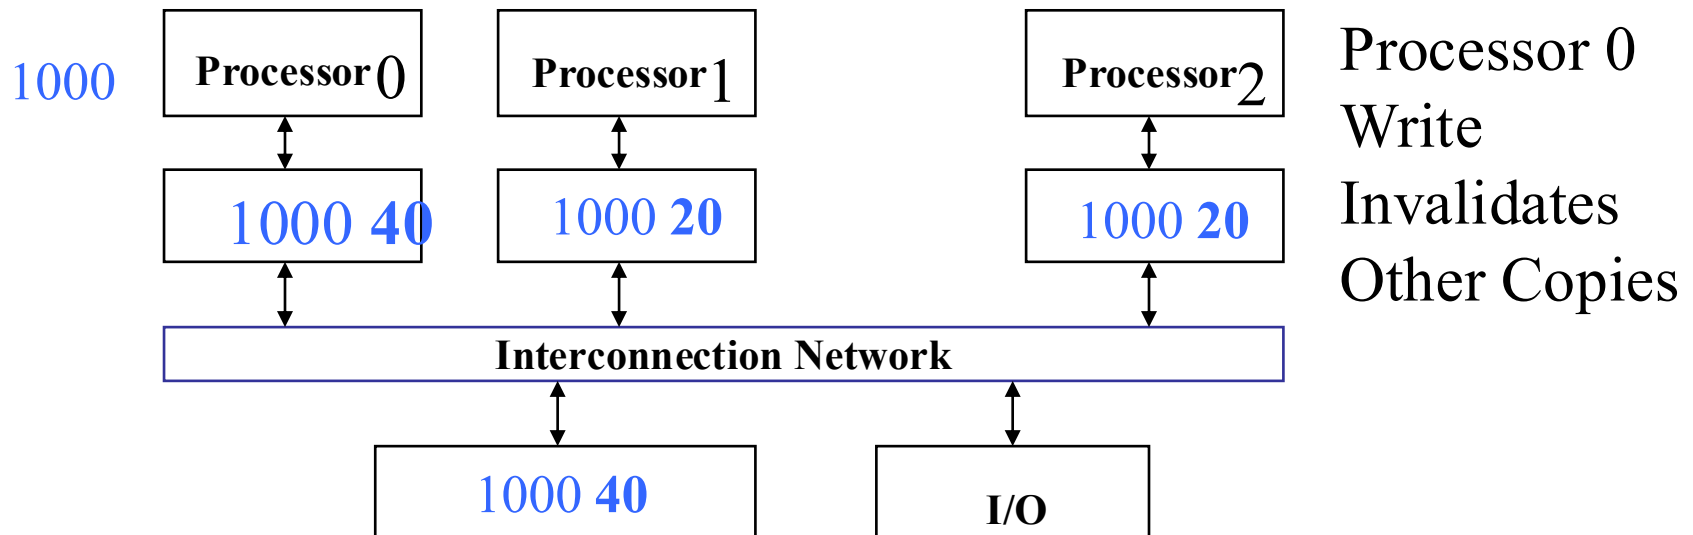 1000
Processor 0
Processor 1
Processor 2
Processor 0
Write
Invalidates
Other Copies
1000 40
1000 20
1000 20
Interconnection Network
1000 40
I/O